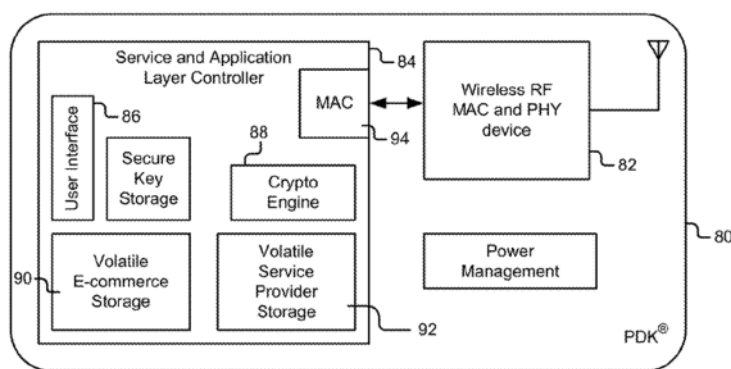 Service and Application
Layer Controller
84
MAC
94
Wireless RF
MAC and PHY
device
82
User Interface
86
Secure
Key
Storage
88
Crypto
Engine
90
Volatile
E-commerce
Storage
Volatile
Service
Provider
Storage
92
Power
Management
80
PDK®